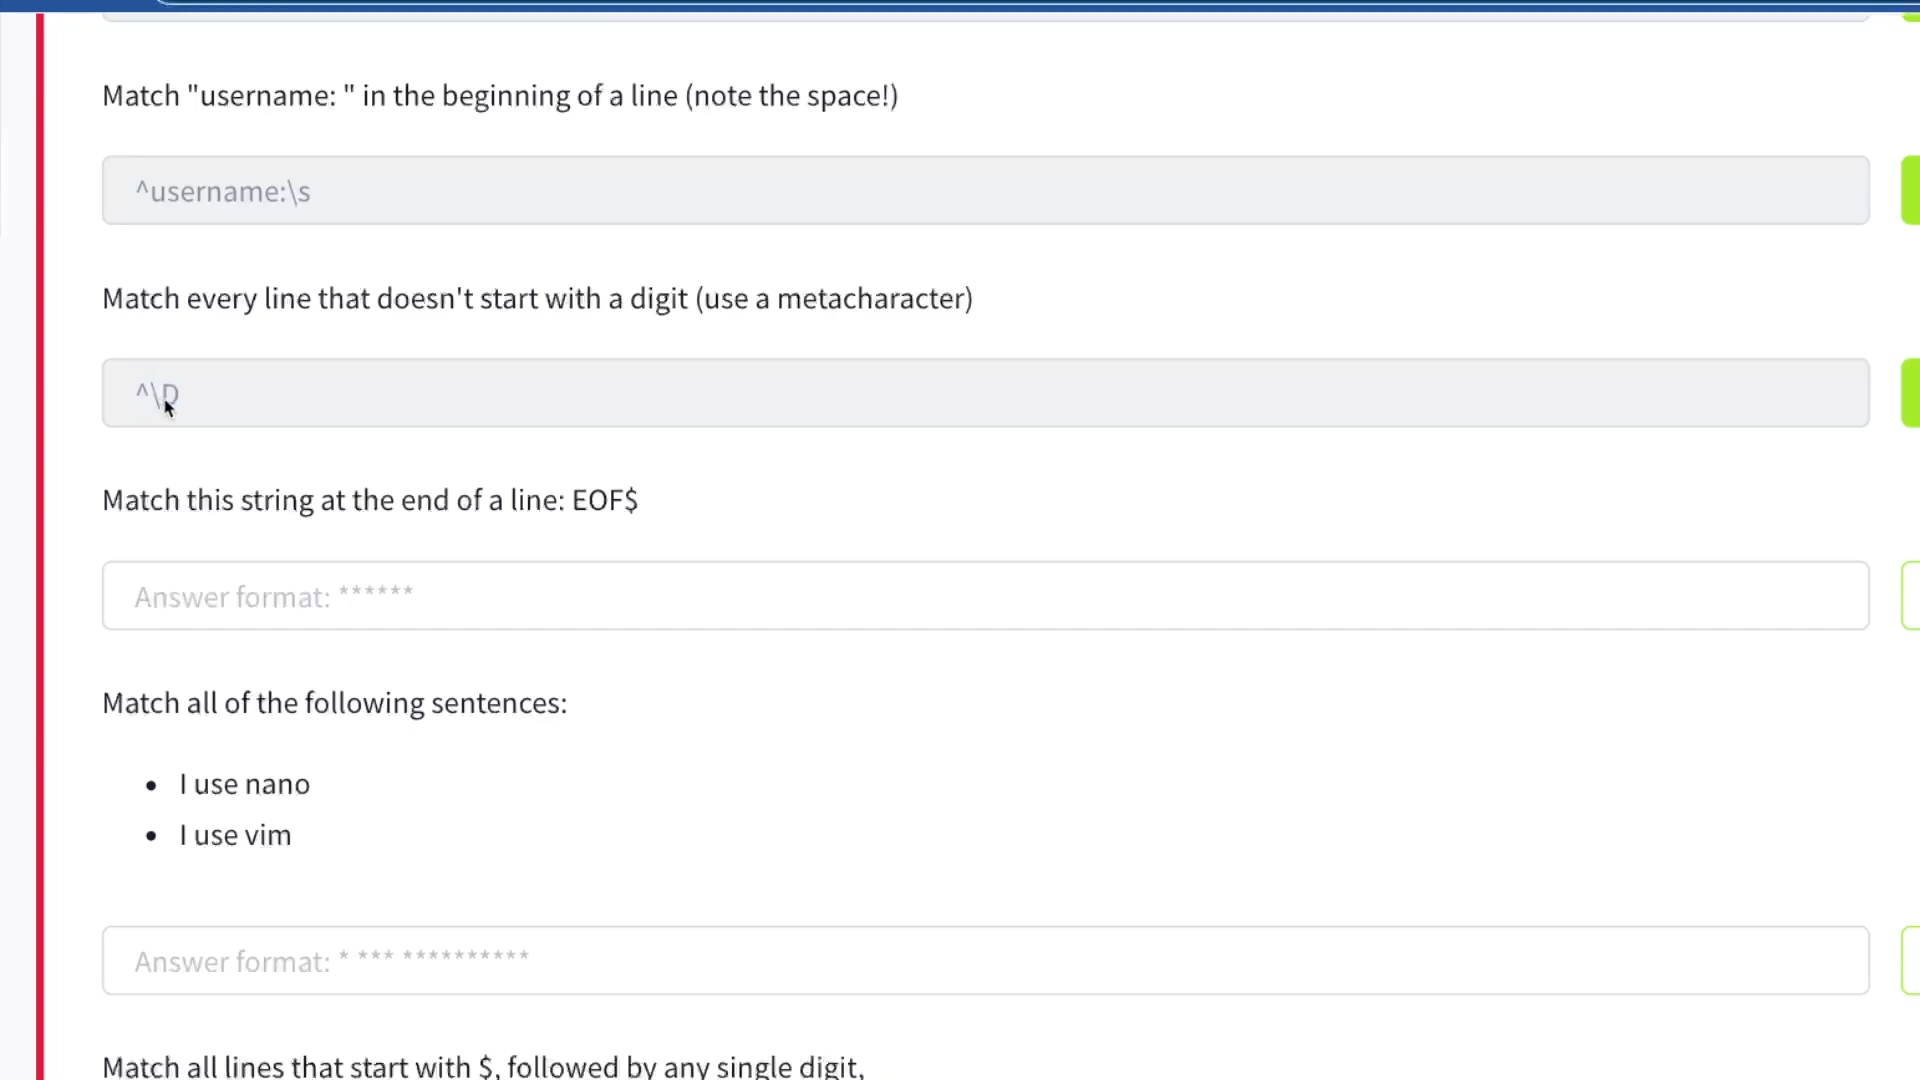 Match "username: " in the beginning of a line (note the space!)
^username:\s
Match every line that doesn't start with a digit (use a metacharacter)
^\D
Match this string at the end of a line: EOF$
Answer format: ******
Match all of the following sentences:
• I use nano
• I use vim
Answer format: * *** **********
Match all lines that start with $, followed by any single digit,